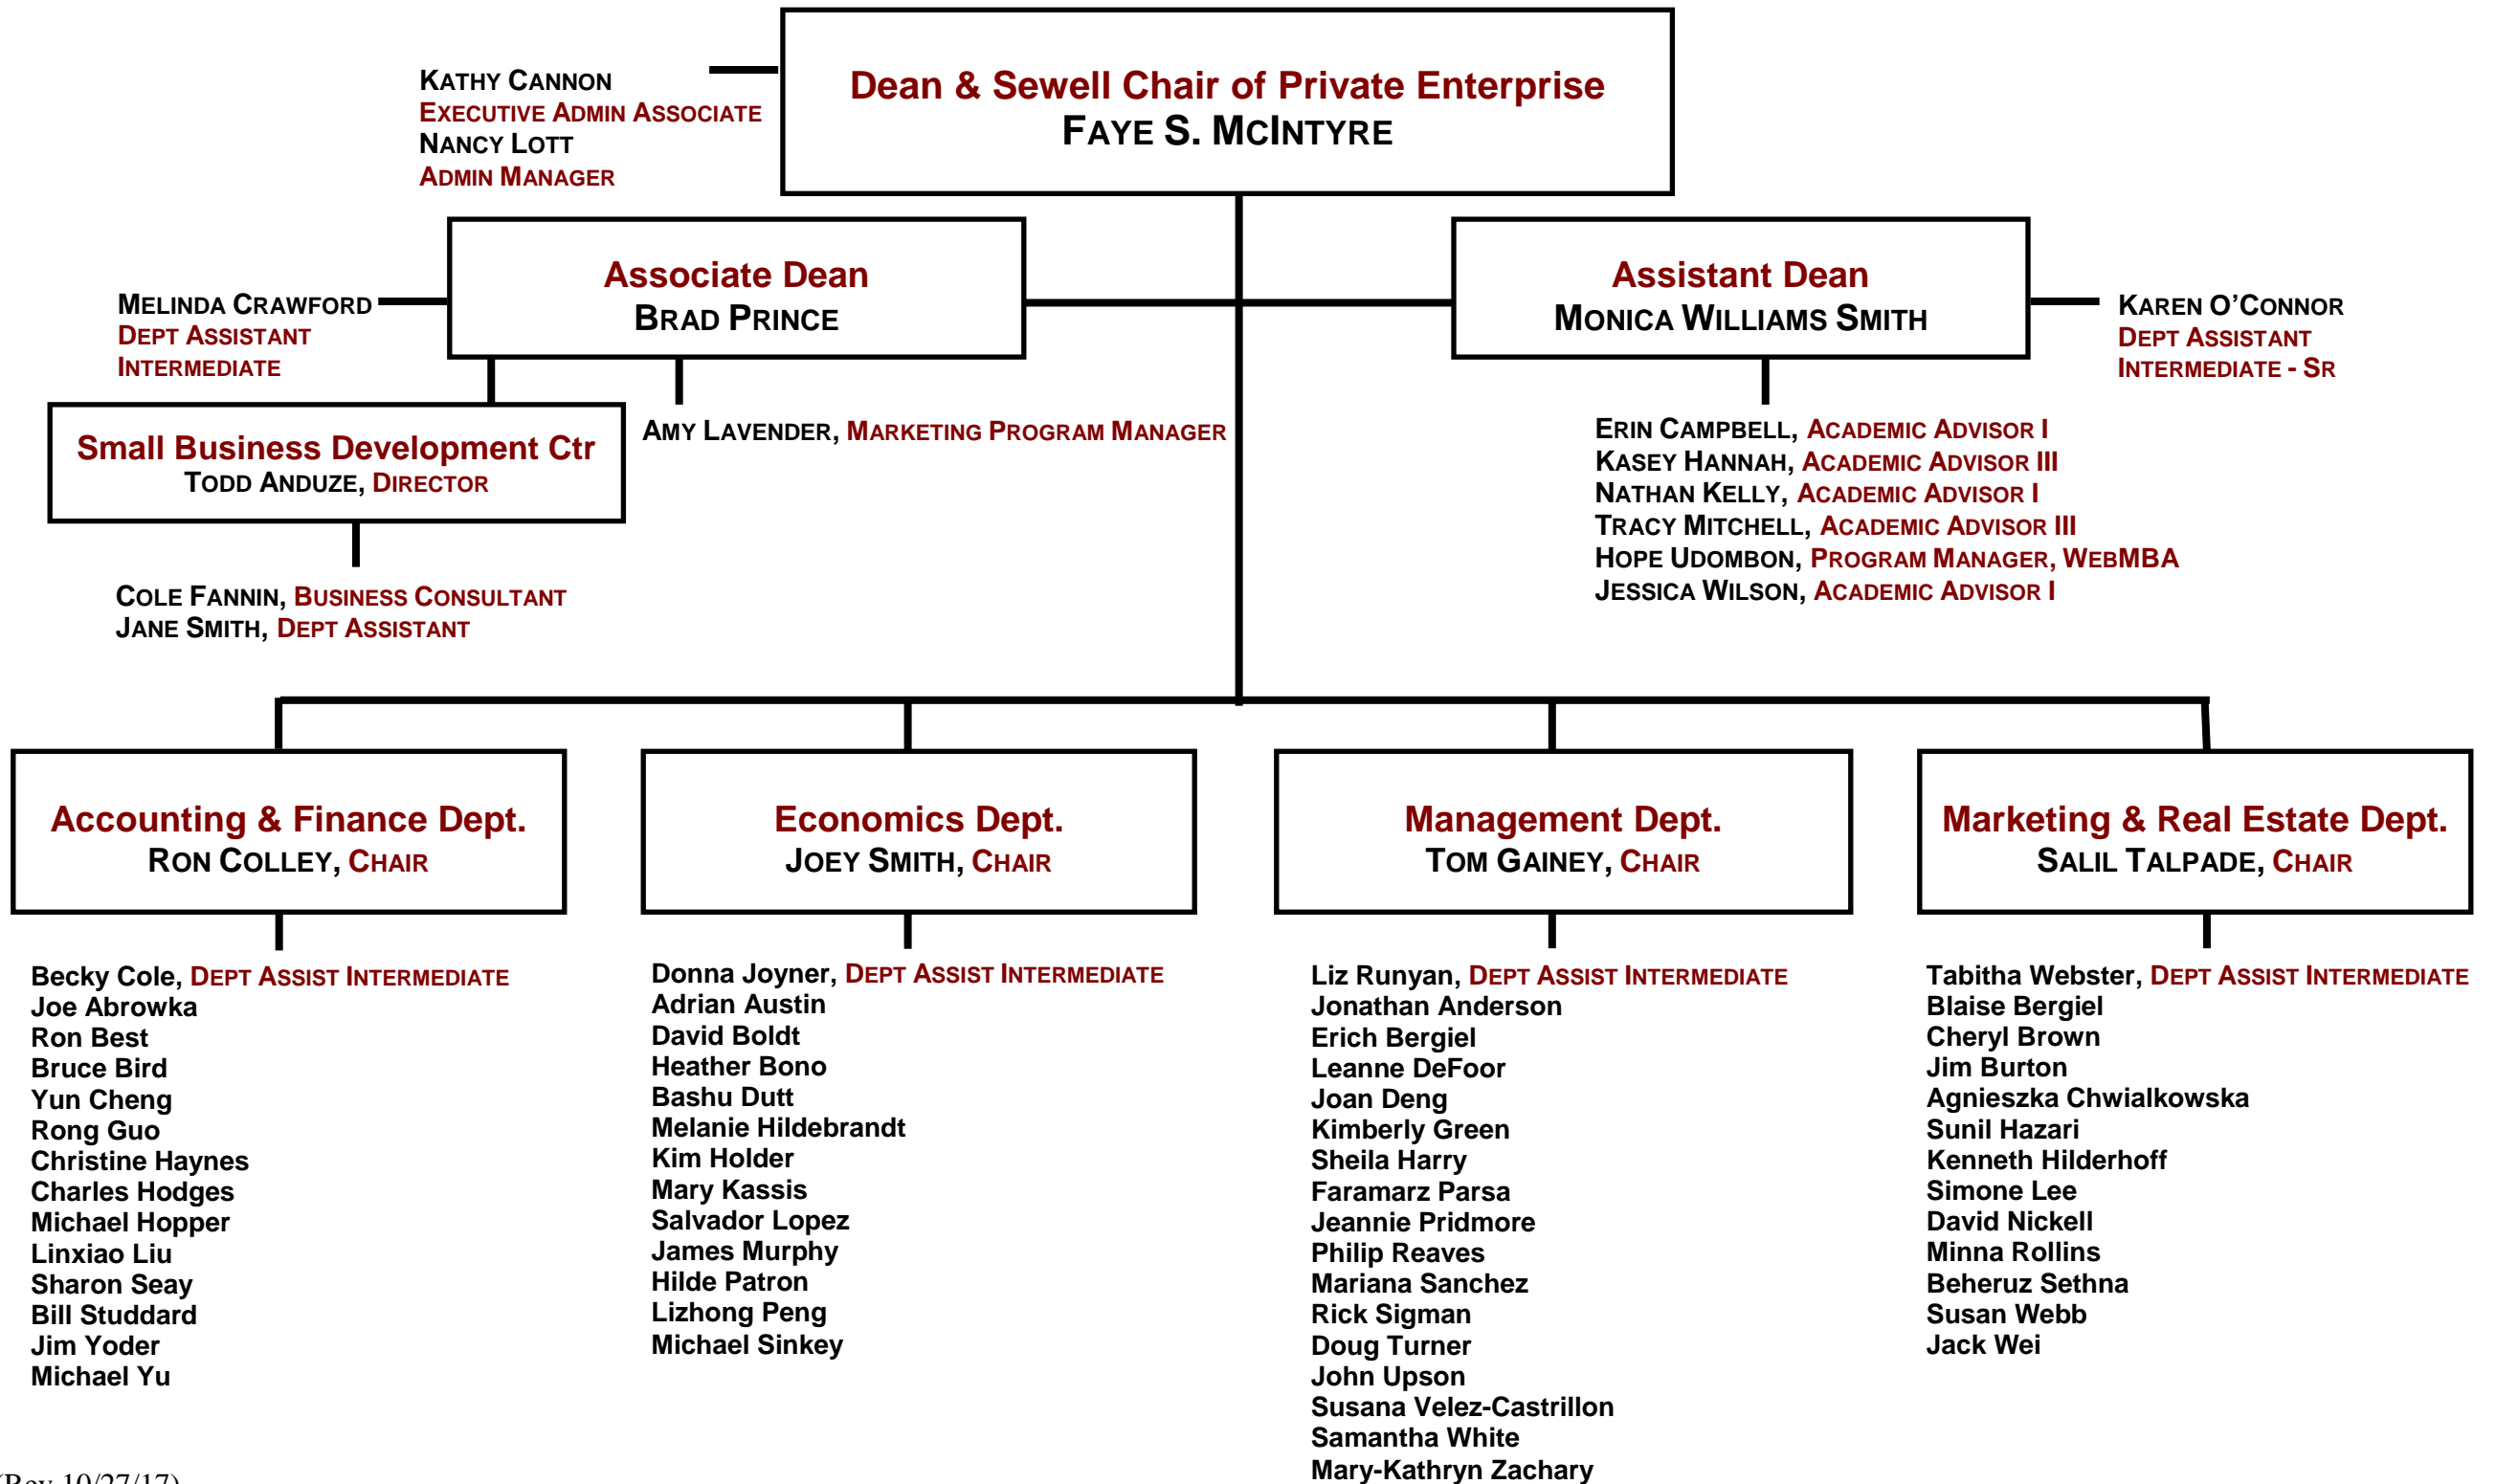 Dean & Sewell Chair of Private Enterprise
FAYE S. MCINTYRE
KATHY CANNON
EXECUTIVE ADMIN ASSOCIATE
NANCY LOTT
ADMIN MANAGER
Associate Dean
BRAD PRINCE
Assistant Dean
MONICA WILLIAMS SMITH
MELINDA CRAWFORD
DEPT ASSISTANT
INTERMEDIATE
KAREN O’CONNOR
DEPT ASSISTANT
INTERMEDIATE - SR
Small Business Development Ctr
TODD ANDUZE, DIRECTOR
AMY LAVENDER, MARKETING PROGRAM MANAGER
ERIN CAMPBELL, ACADEMIC ADVISOR I
KASEY HANNAH, ACADEMIC ADVISOR III
NATHAN KELLY, ACADEMIC ADVISOR I
TRACY MITCHELL, ACADEMIC ADVISOR III
HOPE UDOMBON, PROGRAM MANAGER, WEBMBA
JESSICA WILSON, ACADEMIC ADVISOR I
COLE FANNIN, BUSINESS CONSULTANT
JANE SMITH, DEPT ASSISTANT
Accounting & Finance Dept.
RON COLLEY, CHAIR
Economics Dept.
JOEY SMITH, CHAIR
Management Dept.
TOM GAINEY, CHAIR
Marketing & Real Estate Dept.
SALIL TALPADE, CHAIR
Becky Cole, DEPT ASSIST INTERMEDIATE
Joe Abrowka
Ron Best
Bruce Bird
Yun Cheng
Rong Guo
Christine Haynes
Charles Hodges
Michael Hopper
Linxiao Liu
Sharon Seay
Bill Studdard
Jim Yoder
Michael Yu
Donna Joyner, DEPT ASSIST INTERMEDIATE
Adrian Austin
David Boldt
Heather Bono
Bashu Dutt
Melanie Hildebrandt
Kim Holder
Mary Kassis
Salvador Lopez
James Murphy
Hilde Patron
Lizhong Peng
Michael Sinkey
Liz Runyan, DEPT ASSIST INTERMEDIATE
Jonathan Anderson
Erich Bergiel
Leanne DeFoor
Joan Deng
Kimberly Green
Sheila Harry
Faramarz Parsa
Jeannie Pridmore
Philip Reaves
Mariana Sanchez
Rick Sigman
Doug Turner
John Upson
Susana Velez-Castrillon
Samantha White
Mary-Kathryn Zachary
Tabitha Webster, DEPT ASSIST INTERMEDIATE
Blaise Bergiel
Cheryl Brown
Jim Burton
Agnieszka Chwialkowska
Sunil Hazari
Kenneth Hilderhoff
Simone Lee
David Nickell
Minna Rollins
Beheruz Sethna
Susan Webb
Jack Wei
(Rev 10/27/17)